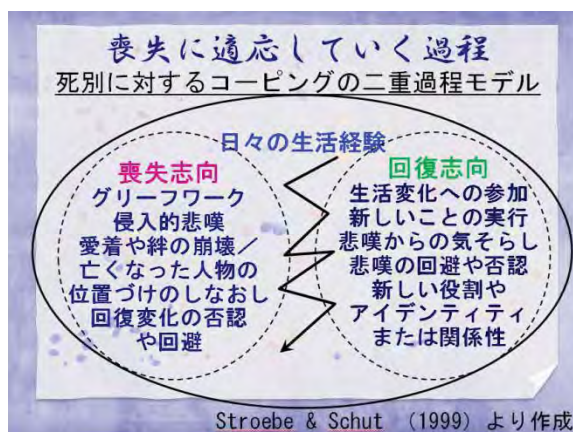 喪失に適応していく過程
死別に対するコーピングの二重過程モデル
日々の生活経験
喪失志向
グリーフワーク
侵入的悲嘆
愛着や絆の崩壊／
亡くなった人物の
位置づけのしなおし
回復変化の否認
や回避
回復志向
生活変化への参加
新しいことの実行
悲嘆からの気そらし
悲嘆の回避や否認
新しい役割や
アイデンティティ
または関係性
Stroebe & Schut （1999）より作成